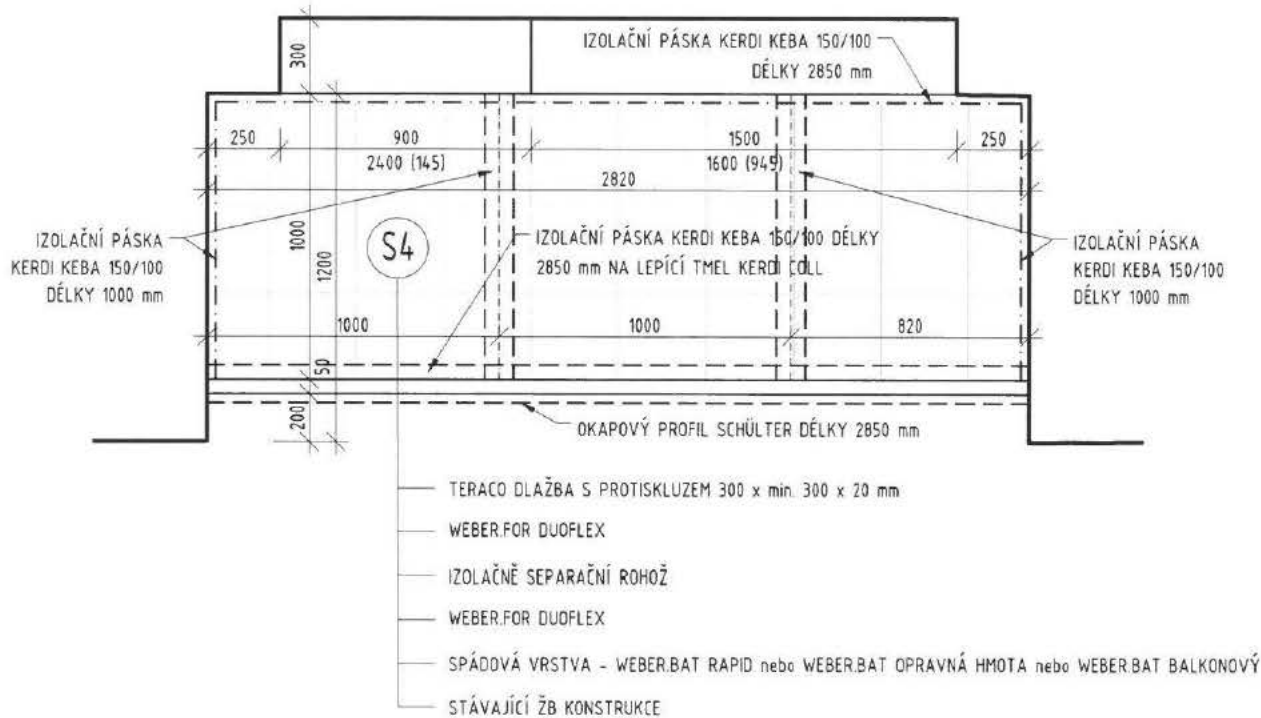 IZOLAČNÍ PÁSKA KERDI KEBA 150/100
DÉLKY 2850 mm
300
250
900
2400 (145)
1500
1600 (945)
250
2820
IZOLAČNÍ PÁSKA
KERDI KEBA 150/100
DÉLKY 1000 mm
1000
1200
S4
IZOLAČNÍ PÁSKA KERDI KEBA 150/100 DÉLKY
2850 mm NA LEPÍCÍ TMEL KERDI COLL
IZOLAČNÍ PÁSKA
KERDI KEBA 150/100
DÉLKY 1000 mm
1000
1000
820
50
200
OKAPOVÝ PROFIL SCHÜLTER DÉLKY 2850 mm
TERACO DLAŽBA S PROTISKLUZEM 300 x min. 300 x 20 mm
WEBER.FOR DUOFLEX
IZOLAČNĚ SEPARAČNÍ ROHOŽ
WEBER.FOR DUOFLEX
SPÁDOVÁ VRSTVA - WEBER.BAT RAPID nebo WEBER.BAT OPRAVNÁ HMOTA nebo WEBER.BAT BALKONOVÝ
STÁVAJÍCÍ ŽB KONSTRUKCE